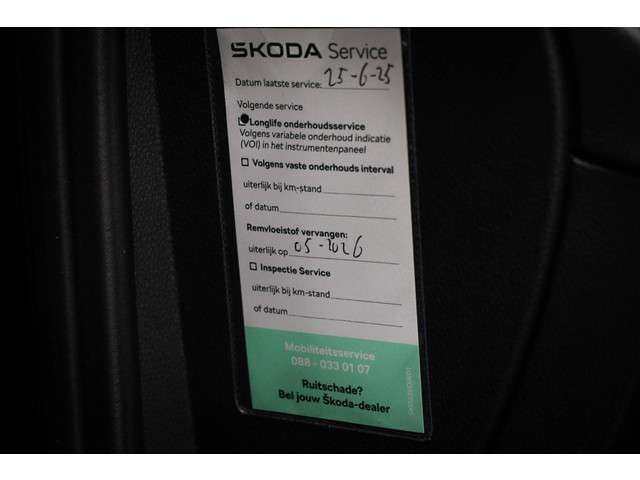 ŠKODA Service
Datum laatste service: 25-6-25
Volgende service
Longlife onderhoudsservice
Volgens variabele onderhoud indicatie
(VOI) in het instrumentenpaneel
☐ Volgens vaste onderhouds interval
uiterlijk bij km-stand
of datum
Remvloeistof vervangen:
uiterlijk op 05-2026
☐ Inspectie Service
uiterlijk bij km-stand
of datum
Mobiliteitsservice
088 - 033 01 07
Ruitschade?
Bel jouw Škoda-dealer